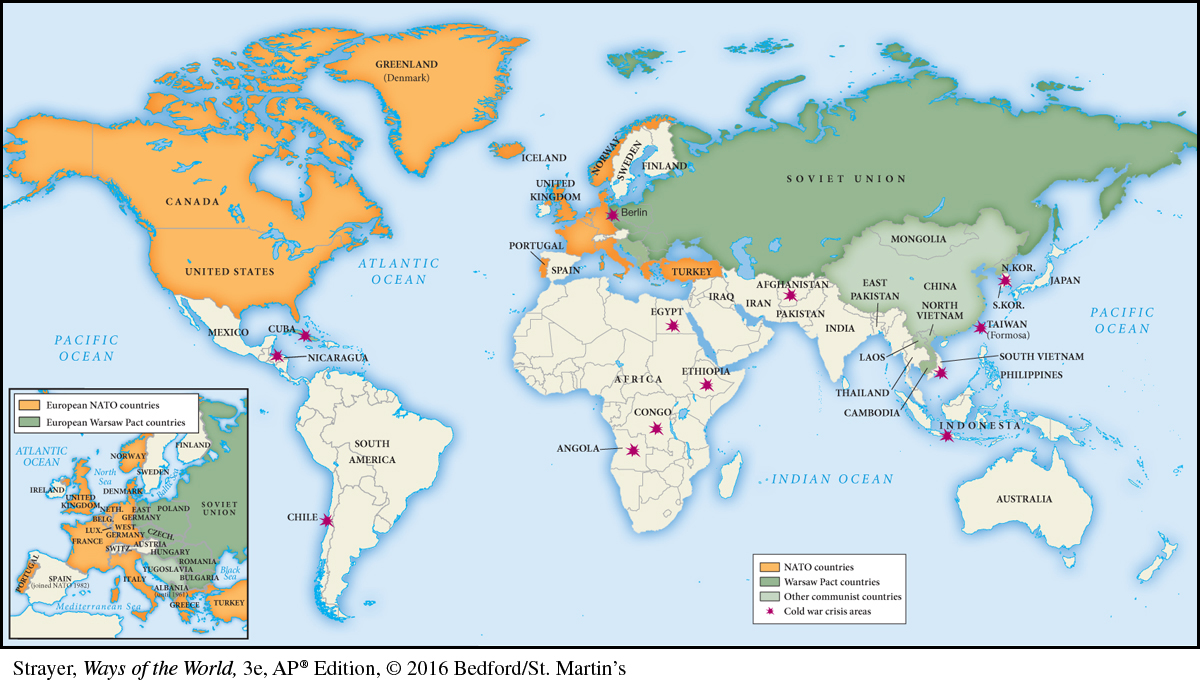 GREENLAND
(Denmark)
ICELAND
NORWAY
SWEDEN
FINLAND
UNITED
KINGDOM
SOVIET UNION
CANADA
Berlin
MONGOLIA
PORTUGAL
SPAIN
UNITED STATES
ATLANTIC
OCEAN
TURKEY
N.KOR.
JAPAN
AFGHANISTAN
EAST
PAKISTAN
CHINA
IRAQ
IRAN
S.KOR.
NORTH
VIETNAM
EGYPT
PAKISTAN
PACIFIC
OCEAN
INDIA
TAIWAN
(Formosa)
MEXICO
CUBA
PACIFIC
OCEAN
NICARAGUA
LAOS
SOUTH VIETNAM
ETHIOPIA
PHILIPPINES
AFRICA
THAILAND
CAMBODIA
CONGO
INDONESIA
SOUTH
AMERICA
ANGOLA
INDIAN OCEAN
AUSTRALIA
CHILE
European NATO countries
European Warsaw Pact countries
ATLANTIC
OCEAN
NORWAY
FINLAND
SWEDEN
North
Sea
Baltic Sea
IRELAND
DENMARK
UNITED
KINGDOM
NETH.
EAST
GERMANY
POLAND
SOVIET
UNION
BELG.
LUX.
WEST
GERMANY
CZECH.
FRANCE
AUSTRIA
SWITZ.
HUNGARY
ROMANIA
YUGOSLAVIA
BULGARIA
Black
Sea
PORTUGAL
SPAIN
(joined NATO 1982)
ITALY
ALBANIA
(until 1961)
GREECE
TURKEY
Mediterranean Sea
NATO countries
Warsaw Pact countries
Other communist countries
Cold war crisis areas
Strayer, Ways of the World, 3e, AP® Edition, © 2016 Bedford/St. Martin's